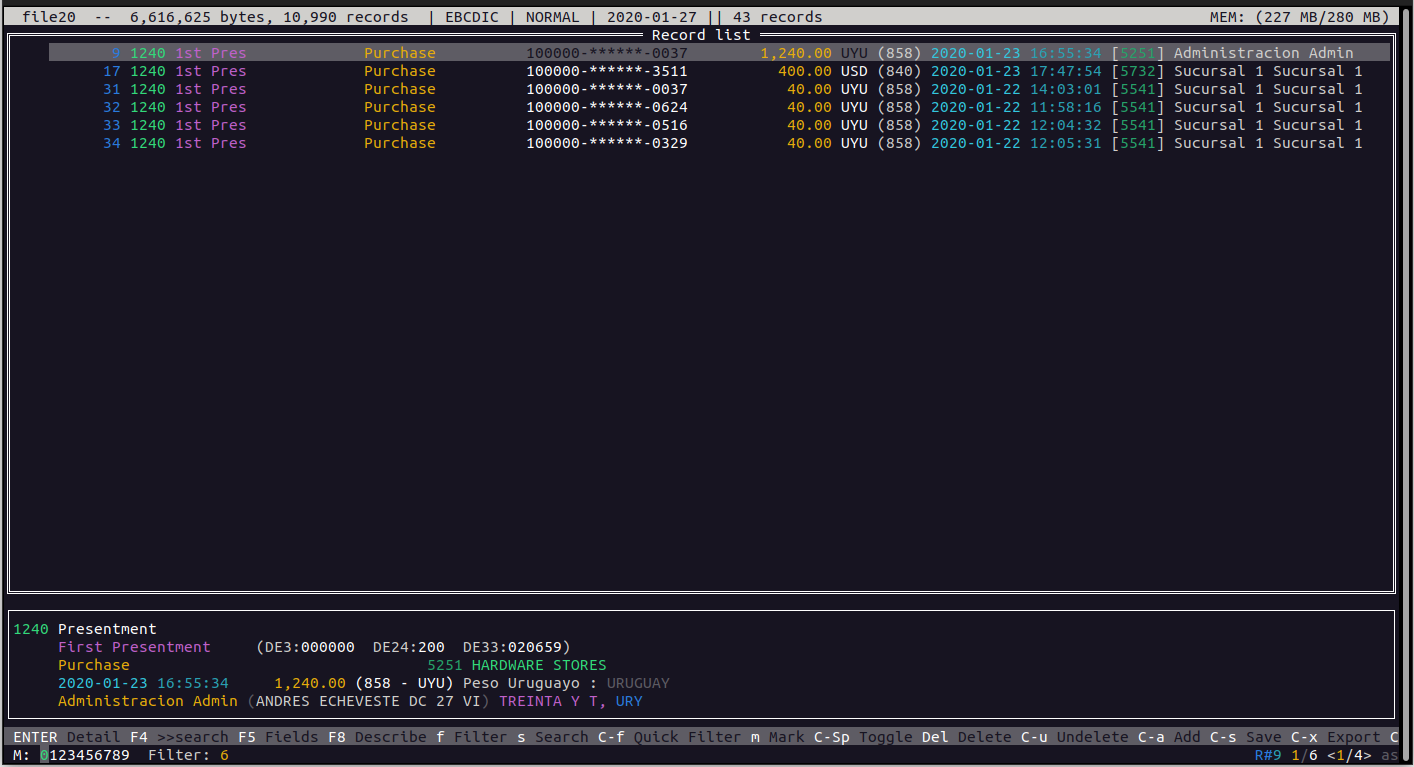 file20 -- 6,616,625 bytes, 10,990 records | EBCDIC | NORMAL | 2020-01-27 || 43 records MEM: (227 MB/280 MB)
Record list
9 1240 1st Pres Purchase 100000-******-0037 1,240.00 UYU (858) 2020-01-23 16:55:34 [5251] Administracion Admin
17 1240 1st Pres Purchase 100000-******-3511 400.00 USD (840) 2020-01-23 17:47:54 [5732] Sucursal 1 Sucursal 1
31 1240 1st Pres Purchase 100000-******-0037 40.00 UYU (858) 2020-01-22 14:03:01 [5541] Sucursal 1 Sucursal 1
32 1240 1st Pres Purchase 100000-******-0624 40.00 UYU (858) 2020-01-22 11:58:16 [5541] Sucursal 1 Sucursal 1
33 1240 1st Pres Purchase 100000-******-0516 40.00 UYU (858) 2020-01-22 12:04:32 [5541] Sucursal 1 Sucursal 1
34 1240 1st Pres Purchase 100000-******-0329 40.00 UYU (858) 2020-01-22 12:05:31 [5541] Sucursal 1 Sucursal 1
1240 Presentment
First Presentment (DE3:000000 DE24:200 DE33:020659)
Purchase 5251 HARDWARE STORES
2020-01-23 16:55:34 1,240.00 (858 - UYU) Peso Uruguayo : URUGUAY
Administracion Admin (ANDRES ECHEVESTE DC 27 VI) TREINTA Y T, URY
ENTER Detail F4 >>search F5 Fields F8 Describe f Filter s Search C-f Quick Filter m Mark C-Sp Toggle Del Delete C-u Undelete C-a Add C-s Save C-x Export C
M: 0123456789 Filter: 6 R#9 1/6 <1/4> as